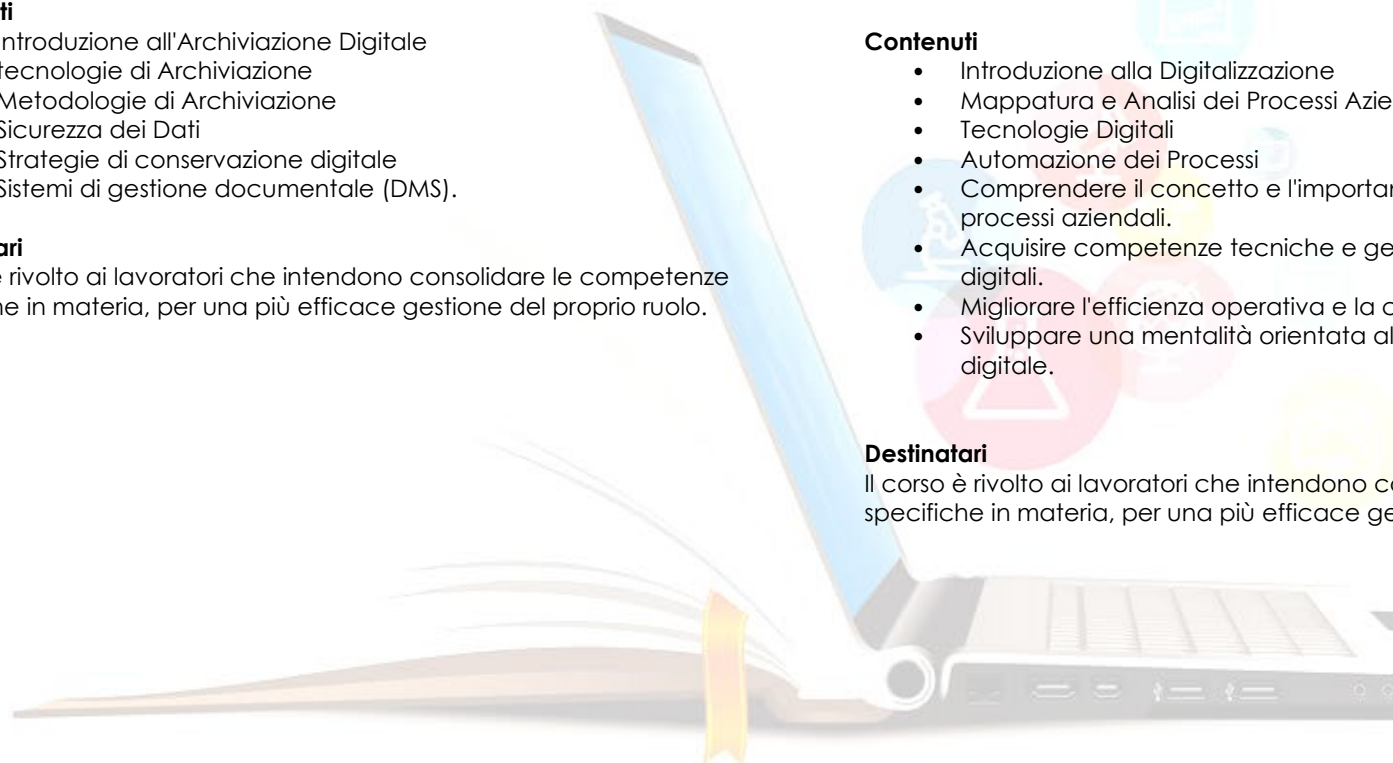 ti
Introduzione all'Archiviazione Digitale
tecnologie di Archiviazione
Metodologie di Archiviazione
Sicurezza dei Dati
Strategie di conservazione digitale
Sistemi di gestione documentale (DMS).
ari
è rivolto ai lavoratori che intendono consolidare le competenze
he in materia, per una più efficace gestione del proprio ruolo.
Contenuti
• Introduzione alla Digitalizzazione
• Mappatura e Analisi dei Processi Azie
• Tecnologie Digitali
• Automazione dei Processi
• Comprendere il concetto e l'importan
processi aziendali.
• Acquisire competenze tecniche e ge
digitali.
• Migliorare l'efficienza operativa e la c
• Sviluppare una mentalità orientata al
digitale.
Destinatari
Il corso è rivolto ai lavoratori che intendono co
specifiche in materia, per una più efficace ge